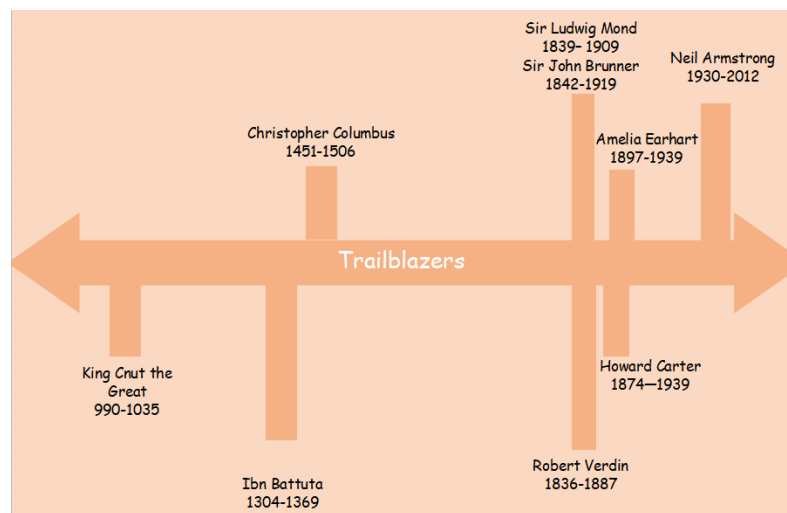 Sir Ludwig Mond
1839– 1909
Sir John Brunner
1842-1919
Neil Armstrong
1930-2012
Christopher Columbus
1451-1506
Amelia Earhart
1897-1939
Trailblazers
King Cnut the
Great
990-1035
Howard Carter
1874—1939
Ibn Battuta
1304-1369
Robert Verdin
1836-1887